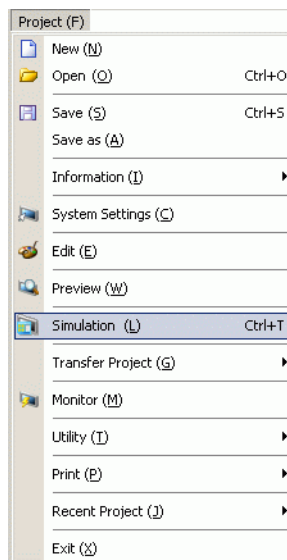 Project (F)
New (N)
Open (O) Ctrl+O
Save (S) Ctrl+S
Save as (A)
Information (I)
System Settings (C)
Edit (E)
Preview (W)
Simulation (L) Ctrl+T
Transfer Project (G)
Monitor (M)
Utility (T)
Print (P)
Recent Project (J)
Exit (X)